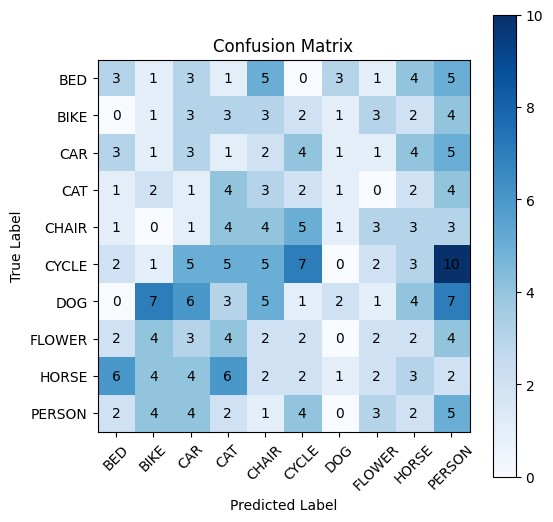 Confusion Matrix
BED 3 1 3 1 5 0 3 1 4 5
BIKE 0 1 3 3 3 2 1 3 2 4
CAR 3 1 3 1 2 4 1 1 4 5
CAT 1 2 1 4 3 2 1 0 2 4
CHAIR 1 0 1 4 4 5 1 3 3 3
CYCLE 2 1 5 5 5 7 0 2 3 10
DOG 0 7 6 3 5 1 2 1 4 7
FLOWER 2 4 3 4 2 2 0 2 2 4
HORSE 6 4 4 6 2 2 1 2 3 2
PERSON 2 4 4 2 1 4 0 3 2 5
BED BIKE CAR CAT CHAIR CYCLE DOG FLOWER HORSE PERSON
Predicted Label
True Label
10
8
6
4
2
0